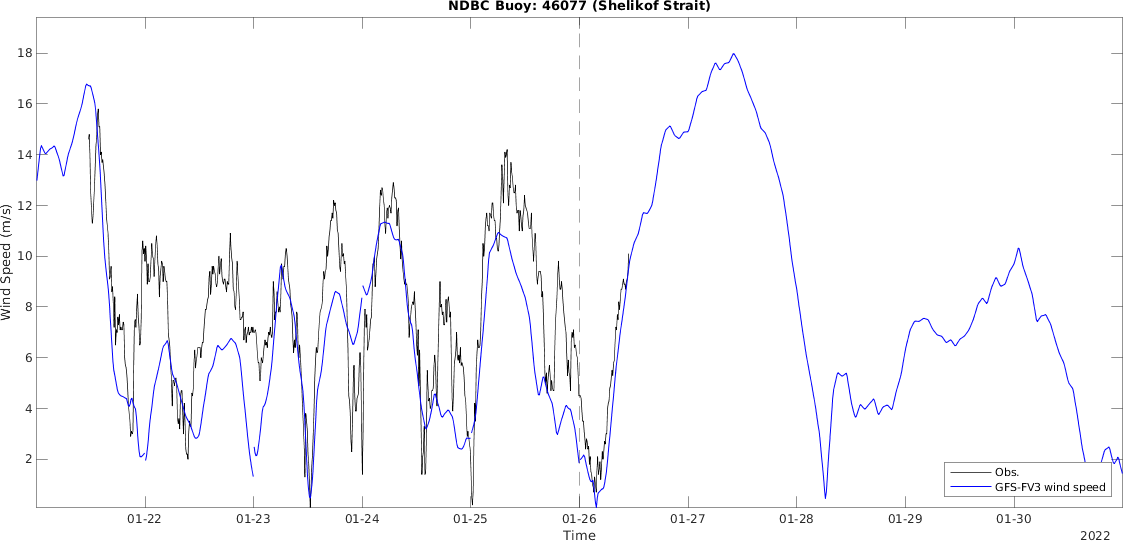 NDBC Buoy: 46077 (Shelikof Strait)
18
16
14
12
10
8
6
4
2
Wind Speed (m/s)
01-22 01-23 01-24 01-25 01-26 01-27 01-28 01-29 01-30
Time
2022
Obs.
GFS-FV3 wind speed